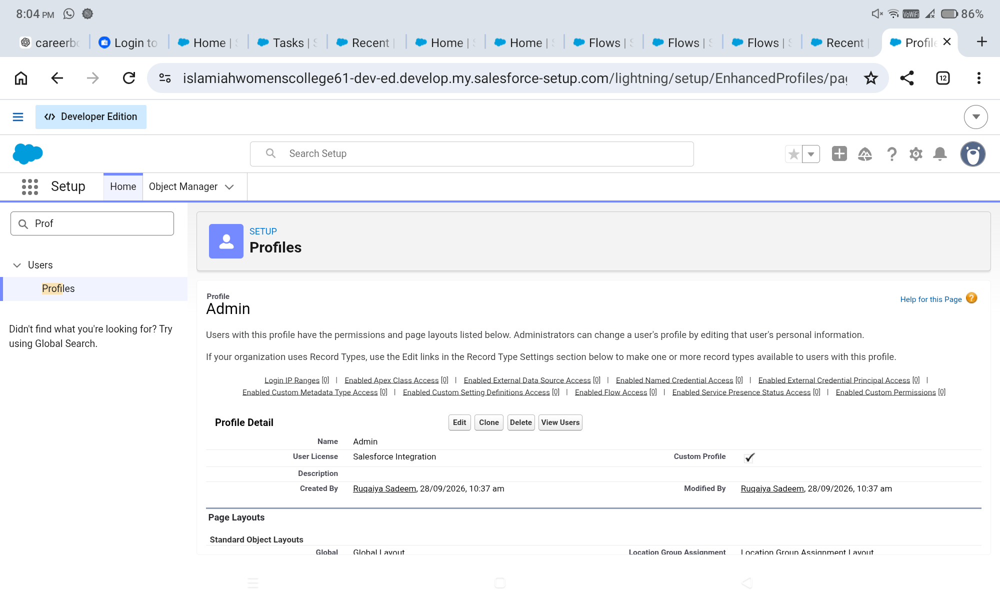 8:04 PM VoWiFi 86%
careerbo Login to Home | Tasks | Recent | Home | Home | Flows | Flows | Flows | Recent | Profile
islamiahwomenscollege61-dev-ed.develop.my.salesforce-setup.com/lightning/setup/EnhancedProfiles/pag 12
Developer Edition
Search Setup
Setup Home Object Manager
Prof
Users
Profiles
Didn't find what you're looking for? Try
using Global Search.
SETUP
Profiles
Profile
Admin
Help for this Page ?
Users with this profile have the permissions and page layouts listed below. Administrators can change a user's profile by editing that user's personal information.
If your organization uses Record Types, use the Edit links in the Record Type Settings section below to make one or more record types available to users with this profile.
Login IP Ranges [0] | Enabled Apex Class Access [0] | Enabled External Data Source Access [0] | Enabled Named Credential Access [0] | Enabled External Credential Principal Access [0] |
Enabled Custom Metadata Type Access [0] | Enabled Custom Setting Definitions Access [0] | Enabled Flow Access [0] | Enabled Service Presence Status Access [0] | Enabled Custom Permissions [0]
Profile Detail Edit Clone Delete View Users
Name Admin
User License Salesforce Integration Custom Profile
Description
Created By Ruqaiya Sadeem, 28/09/2026, 10:37 am Modified By Ruqaiya Sadeem, 28/09/2026, 10:37 am
Page Layouts
Standard Object Layouts
Global Global Layout Location Group Assignment Location Group Assignment Layout